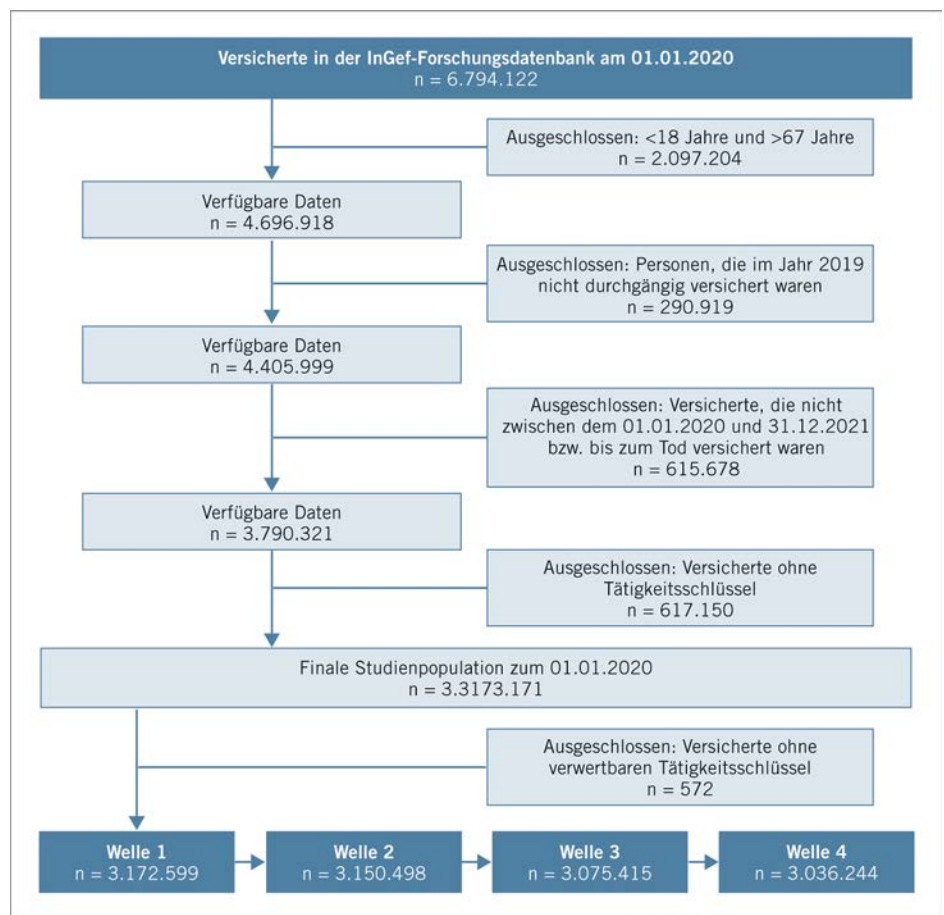 Versicherte in der InGef-Forschungsdatenbank am 01.01.2020
n = 6.794.122
Ausgeschlossen: <18 Jahre und >67 Jahre
n = 2.097.204
Verfügbare Daten
n = 4.696.918
Ausgeschlossen: Personen, die im Jahr 2019
nicht durchgängig versichert waren
n = 290.919
Verfügbare Daten
n = 4.405.999
Ausgeschlossen: Versicherte, die nicht
zwischen dem 01.01.2020 und 31.12.2021
bzw. bis zum Tod versichert waren
n = 615.678
Verfügbare Daten
n = 3.790.321
Ausgeschlossen: Versicherte ohne
Tätigkeitsschlüssel
n = 617.150
Finale Studienpopulation zum 01.01.2020
n = 3.3173.171
Ausgeschlossen: Versicherte ohne
verwertbaren Tätigkeitsschlüssel
n = 572
Welle 1
n = 3.172.599
Welle 2
n = 3.150.498
Welle 3
n = 3.075.415
Welle 4
n = 3.036.244